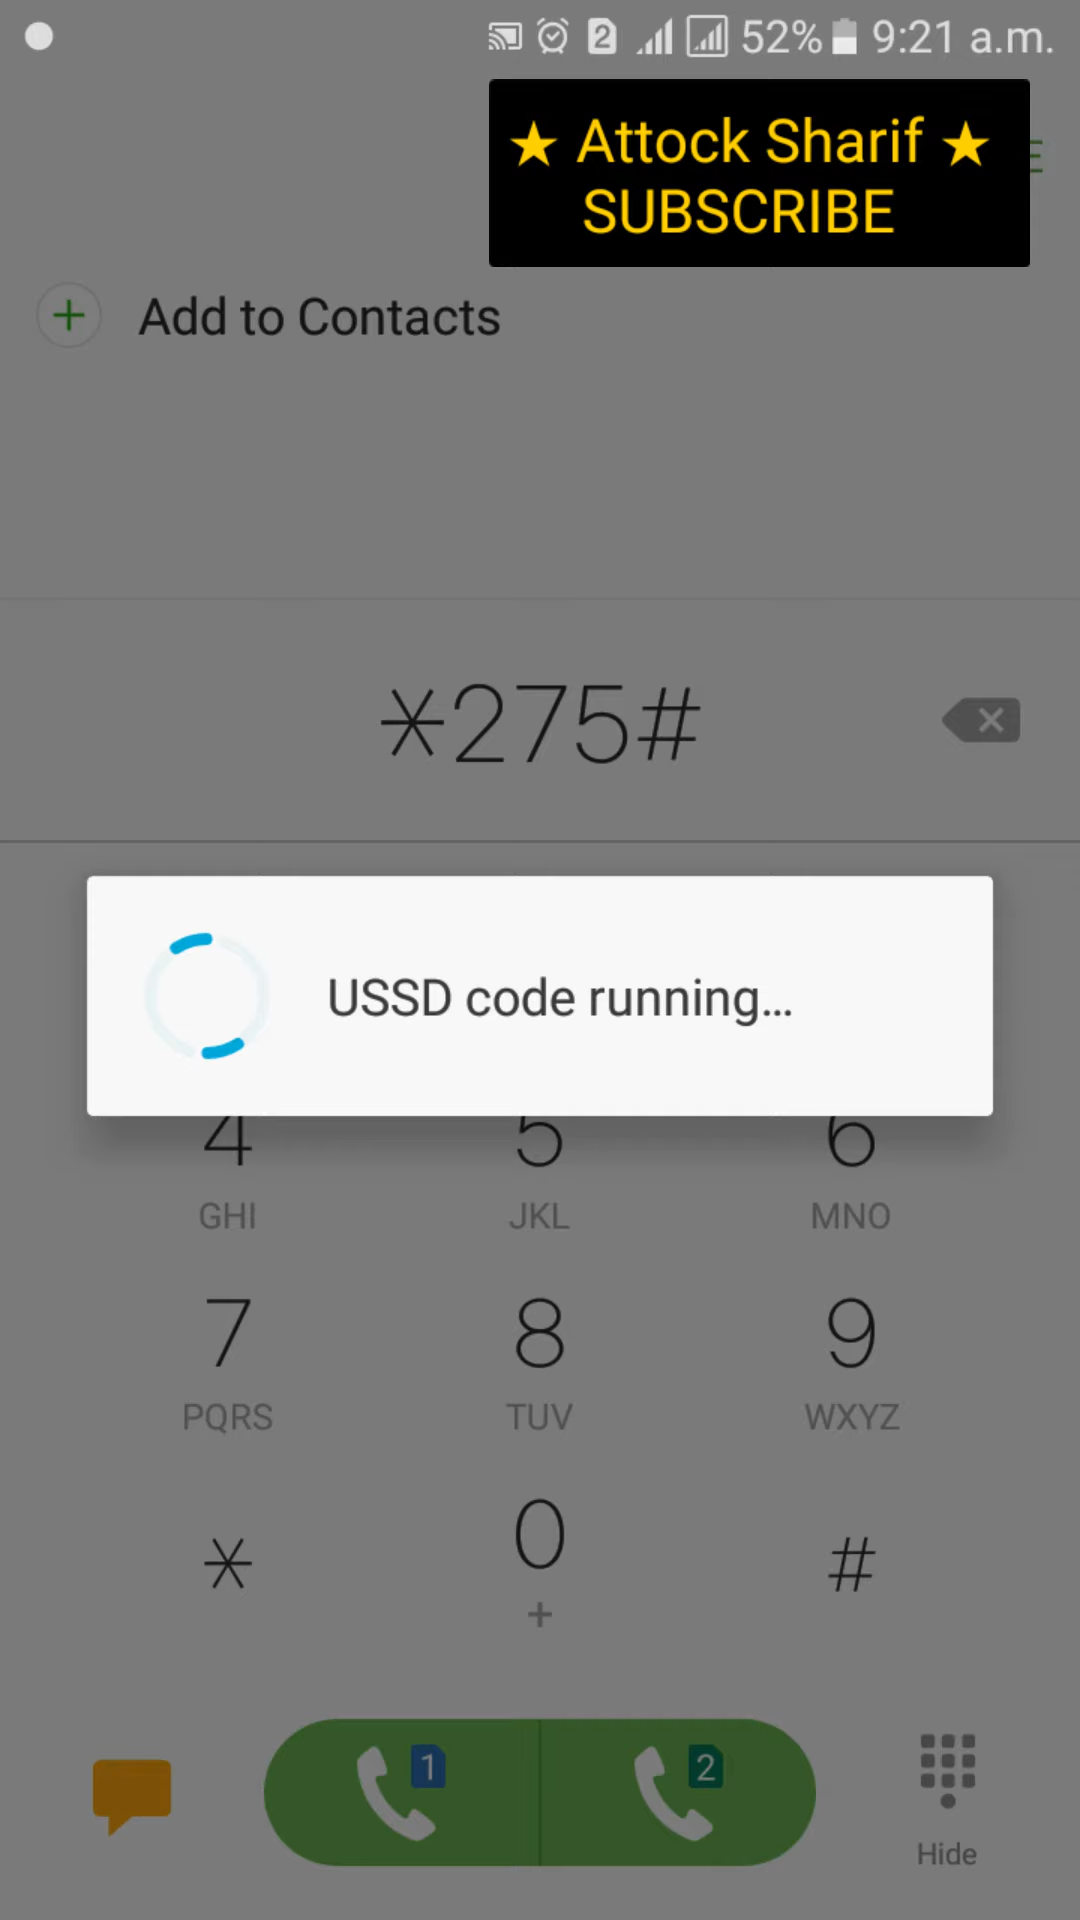 2 52% 9:21 a.m.
★ Attock Sharif ★
SUBSCRIBE
+ Add to Contacts
*275#
USSD code running...
4 5 6
GHI JKL MNO
7 8 9
PQRS TUV WXYZ
* 0 #
+
1 2
Hide